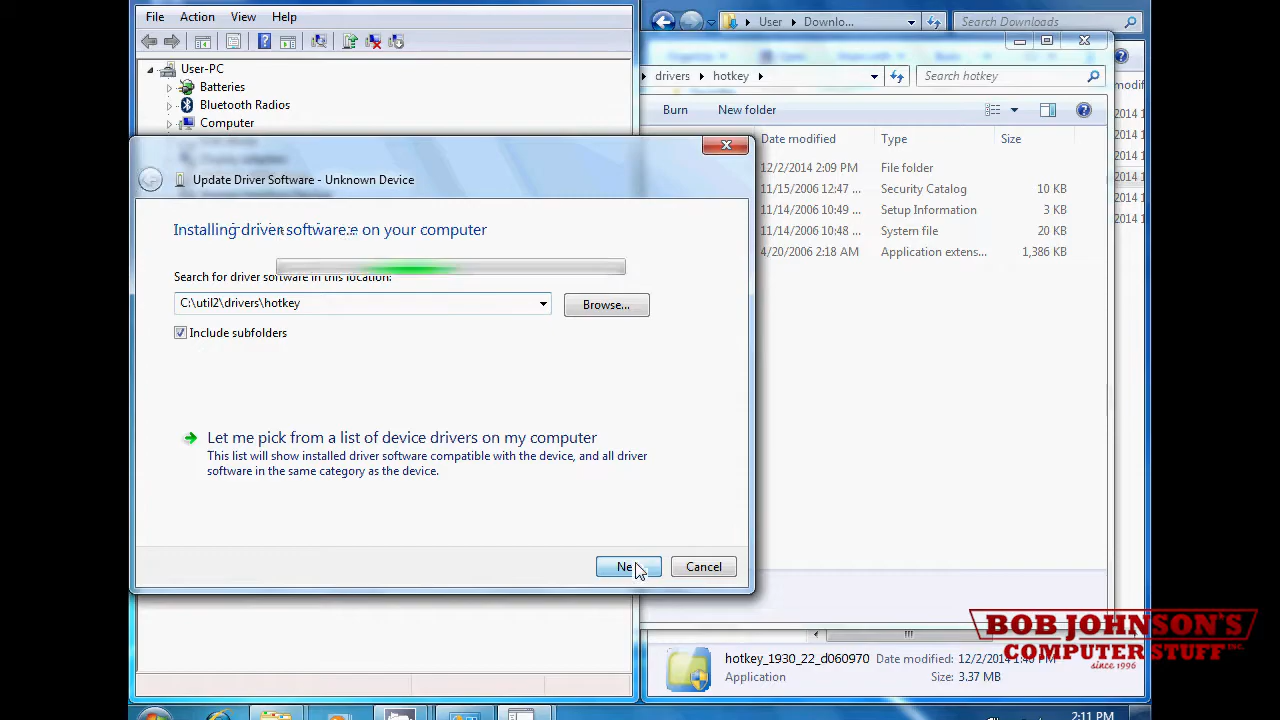 File Action View Help
User Downlo... Search Downloads
User-PC
Batteries
Bluetooth Radios
Computer
drivers hotkey Search hotkey
Burn New folder
Date modified Type Size
12/2/2014 2:09 PM File folder
11/15/2006 12:47 ... Security Catalog 10 KB
11/14/2006 10:49 ... Setup Information 3 KB
11/14/2006 10:48 ... System file 20 KB
4/20/2006 2:18 AM Application extens... 1,386 KB
Update Driver Software - Unknown Device
Installing driver software... on your computer
Search for driver software in this location:
C:\util2\drivers\hotkey
Browse...
Include subfolders
Let me pick from a list of device drivers on my computer
This list will show installed driver software compatible with the device, and all driver
software in the same category as the device.
Cancel
BOB JOHNSON'S
COMPUTER STUFF INC.
since 1996
hotkey_1930_22_d060970 Date modified: 12/2/2014
Application Size: 3.37 MB
2:11 PM